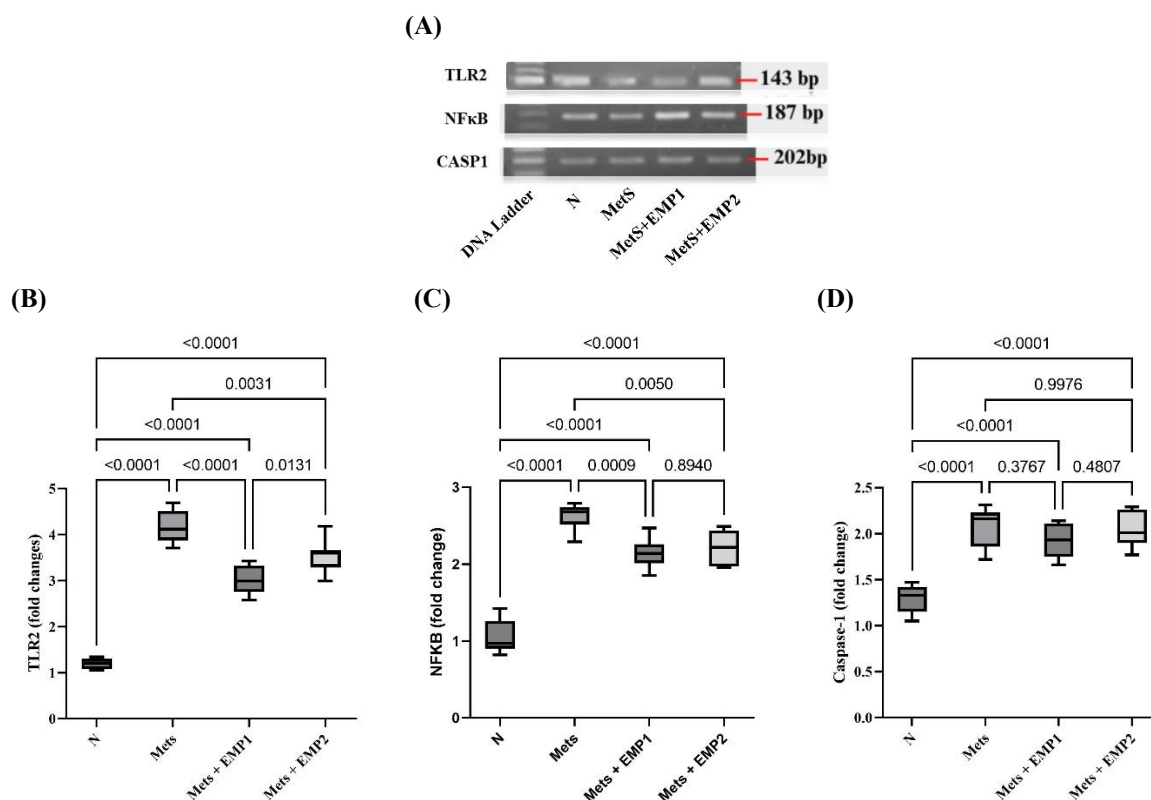 (A)
TLR2
143 bp
NFκB
187 bp
CASP1
202bp
DNA Ladder
N
MetS
MetS+EMP1
MetS+EMP2
(B)
<0.0001
0.0031
<0.0001
<0.0001
<0.0001
0.0131
TLR2 (fold changes)
5
4
3
2
1
0
N
Mets
Mets + EMP1
Mets + EMP2
(C)
<0.0001
0.0050
<0.0001
<0.0001
0.0009
0.8940
NFKB (fold change)
3
2
1
0
N
Mets
Mets + EMP1
Mets + EMP2
(D)
<0.0001
0.9976
<0.0001
<0.0001
0.3767
0.4807
Caspase-1 (fold change)
2.5
2.0
1.5
1.0
0.5
0.0
N
Mets
Mets + EMP1
Mets + EMP2